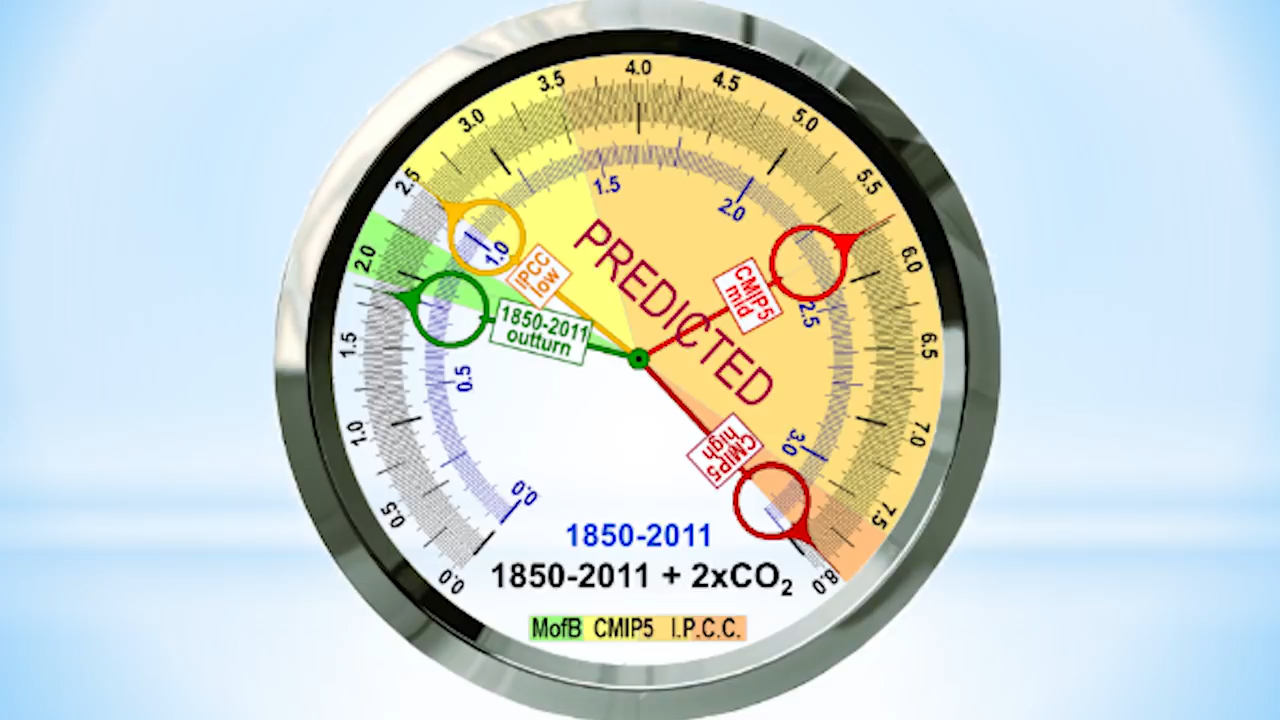 4.0
3.5
4.5
3.0
5.0
2.5
5.5
2.0
6.0
1.5
6.5
1.0
7.0
0.5
7.5
0.0
8.0
1.5
2.0
1.0
2.5
0.5
3.0
0.0
PREDICTED
IPCC
low
CMIP5
mid
1850-2011
outturn
CMIP5
high
1850-2011
1850-2011 + 2xCO₂
MofB CMIP5 I.P.C.C.